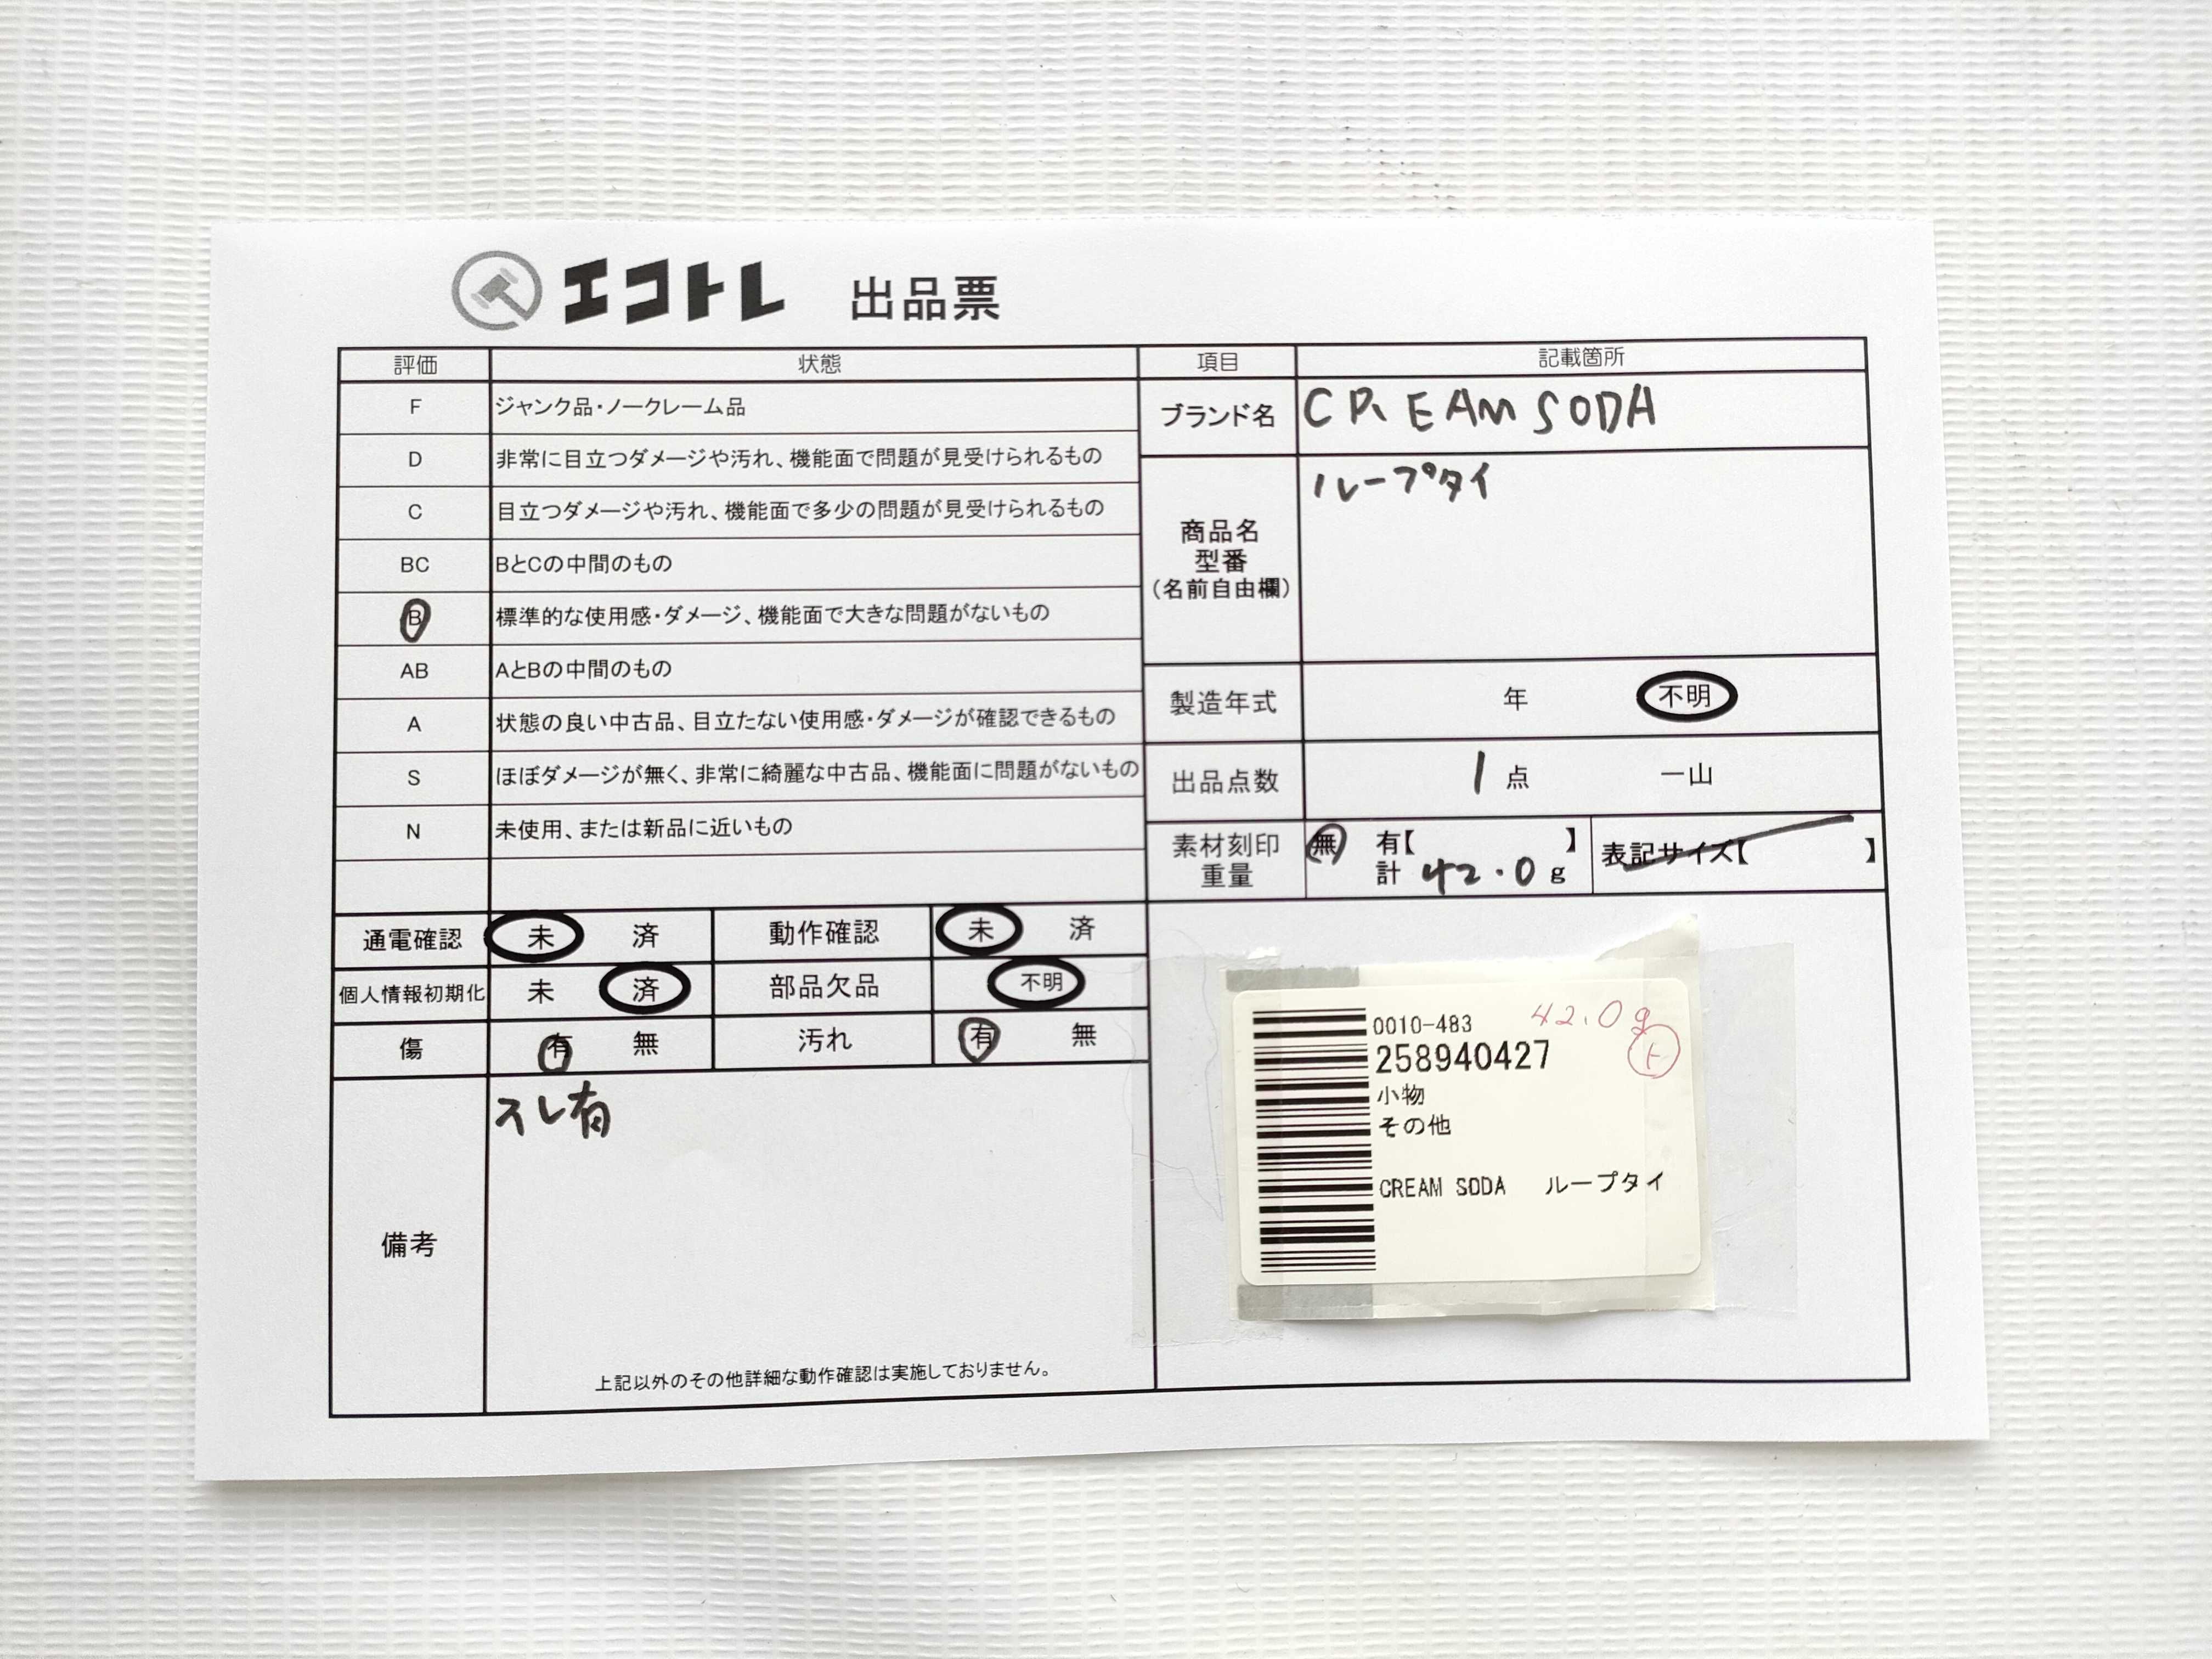 エコトレ 出品票
評価 状態 項目 記載箇所
F ジャンク品・ノークレーム品
D 非常に目立つダメージや汚れ、機能面で問題が見受けられるもの
C 目立つダメージや汚れ、機能面で多少の問題が見受けられるもの
BC BとCの中間のもの
B 標準的な使用感・ダメージ、機能面で大きな問題がないもの
AB AとBの中間のもの
A 状態の良い中古品、目立たない使用感・ダメージが確認できるもの
S ほぼダメージが無く、非常に綺麗な中古品、機能面に問題がないもの
N 未使用、または新品に近いもの
ブランド名 CREAM SODA
商品名
型番
(名前自由欄)
ループタイ
製造年式 年 不明
出品点数 1 点 一山
素材刻印
重量
無 有【 】
計 42.0 g
表記サイズ【 】
通電確認 未 済 動作確認 未 済
個人情報初期化 未 済 部品欠品 不明
傷 有 無 汚れ 有 無
備考
スレ有
上記以外のその他詳細な動作確認は実施しておりません。
42.0g
0010-483
258940427
小物
その他
CREAM SODA ループタイ